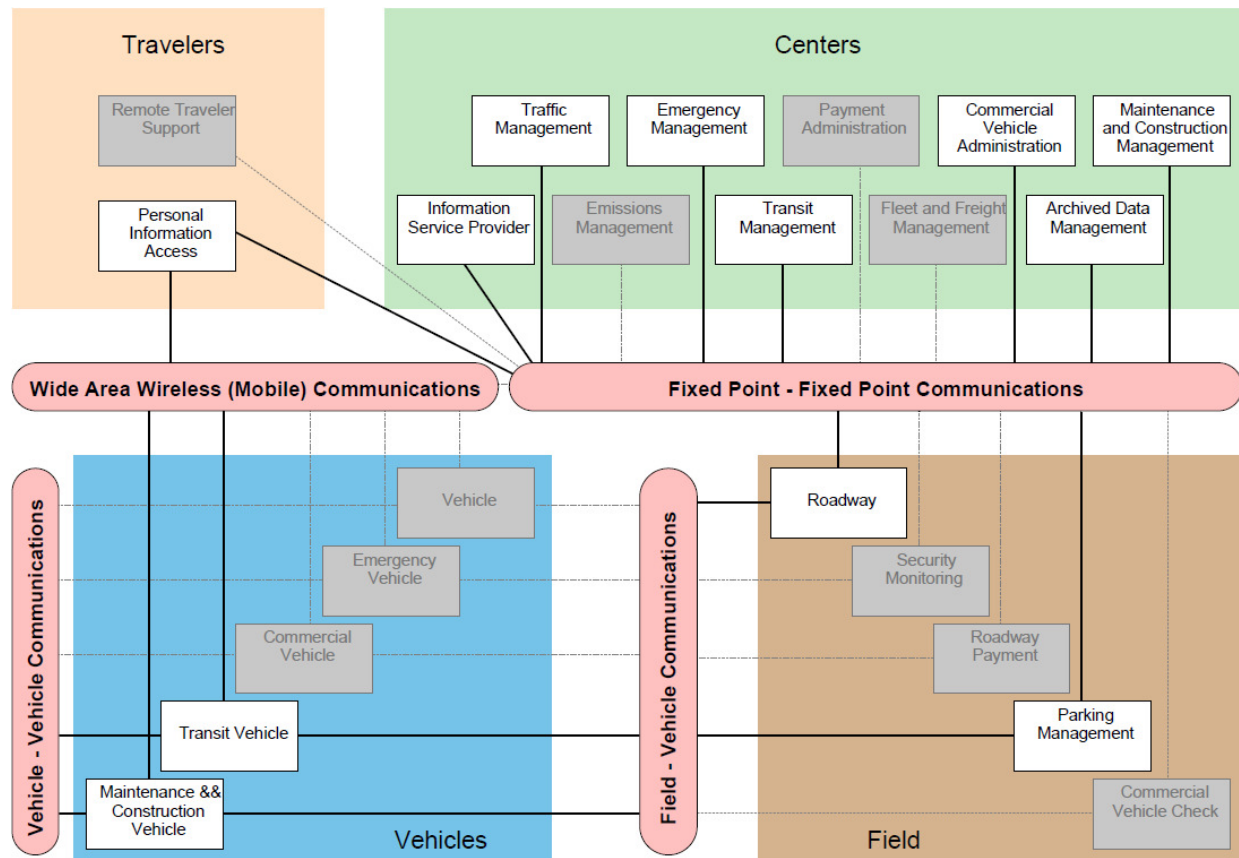 Travelers
Centers
Remote Traveler
Support
Traffic
Management
Emergency
Management
Payment
Administration
Commercial
Vehicle
Administration
Maintenance
and Construction
Management
Personal
Information
Access
Information
Service Provider
Emissions
Management
Transit
Management
Fleet and Freight
Management
Archived Data
Management
Wide Area Wireless (Mobile) Communications
Fixed Point - Fixed Point Communications
Vehicle - Vehicle Communications
Vehicle
Emergency
Vehicle
Commercial
Vehicle
Transit Vehicle
Maintenance &&
Construction
Vehicle
Vehicles
Field - Vehicle Communications
Roadway
Security
Monitoring
Roadway
Payment
Parking
Management
Commercial
Vehicle Check
Field